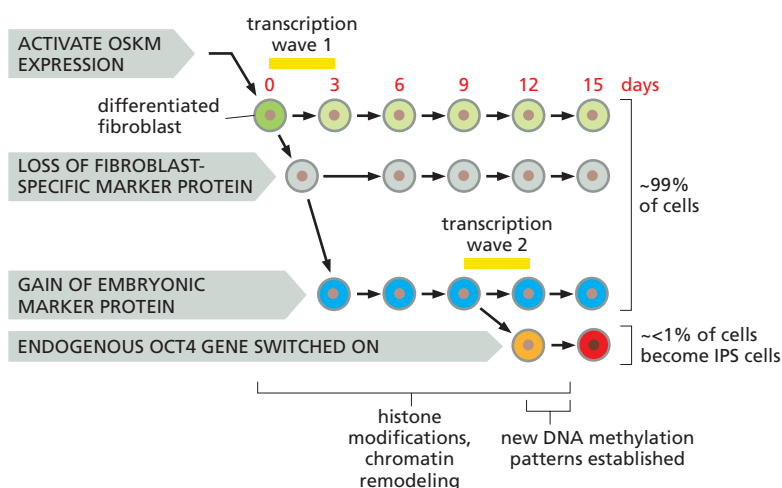 transcription
wave 1
ACTIVATE OSKM
EXPRESSION
0 3 6 9 12 15 days
differentiated
fibroblast
LOSS OF FIBROBLAST-
SPECIFIC MARKER PROTEIN
~99%
of cells
transcription
wave 2
GAIN OF EMBRYONIC
MARKER PROTEIN
ENDOGENOUS OCT4 GENE SWITCHED ON
~<1% of cells
become IPS cells
histone
modifications,
chromatin
remodeling
new DNA methylation
patterns established